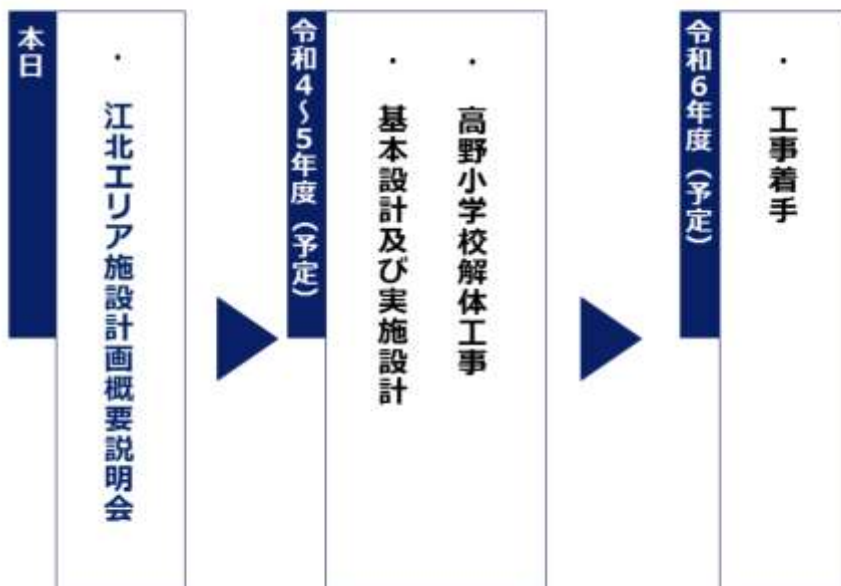 本日
・ 江北エリア施設計画概要説明会
令和4～5年度（予定）
・ 高野小学校解体工事
・ 基本設計及び実施設計
令和6年度（予定）
・ 工事着手